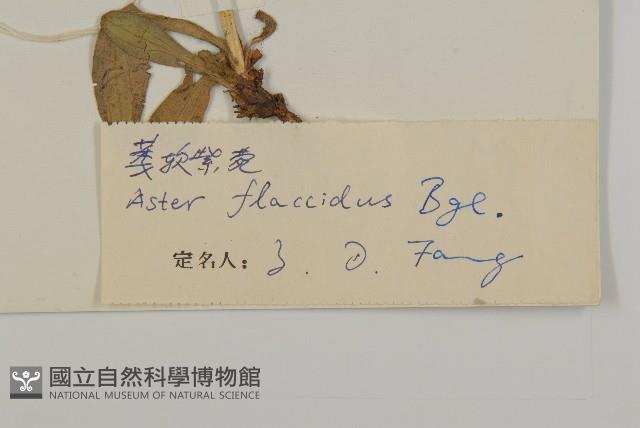 萎软紫菀
Aster flaccidus Bge.
定名人: Z. D. Fang
國立自然科學博物館
NATIONAL MUSEUM OF NATURAL SCIENCE